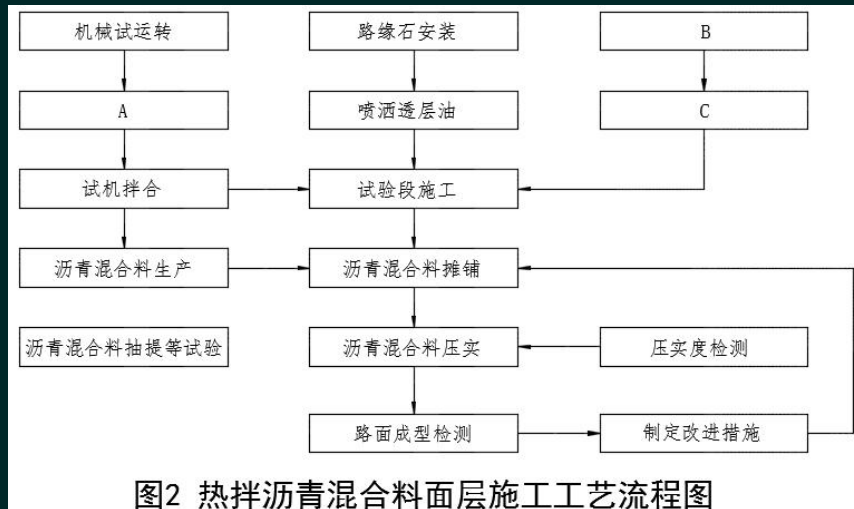 机械试运转
路缘石安装
B
A
喷洒透层油
C
试机拌合
试验段施工
沥青混合料生产
沥青混合料摊铺
沥青混合料抽提等试验
沥青混合料压实
压实度检测
路面成型检测
制定改进措施
图2 热拌沥青混合料面层施工工艺流程图